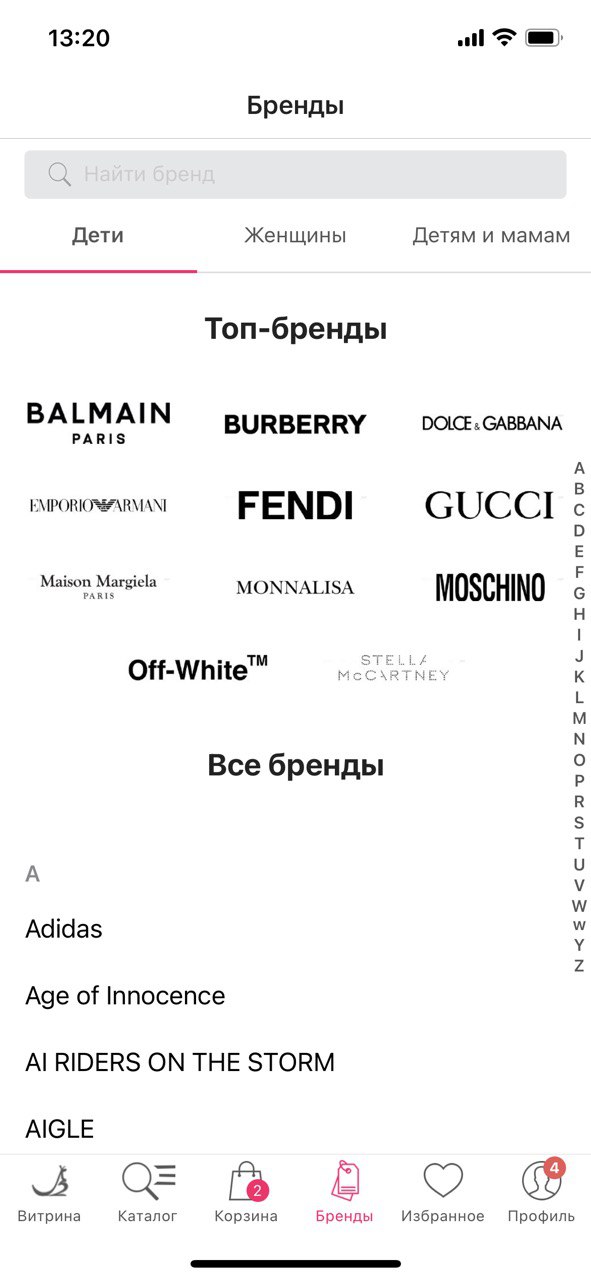 13:20
Бренды
Найти бренд
Дети Женщины Детям и мамам
Топ-бренды
BALMAIN PARIS
BURBERRY
DOLCE & GABBANA
EMPORIO ARMANI
FENDI
GUCCI
Maison Margiela PARIS
MONNALISA
MOSCHINO
Off-White™
STELLA McCARTNEY
Все бренды
A
Adidas
Age of Innocence
AI RIDERS ON THE STORM
AIGLE
A
B
C
D
E
F
G
H
I
J
K
L
M
N
O
P
R
S
T
U
V
W
w
Y
Z
2
4
Витрина Каталог Корзина Бренды Избранное Профиль